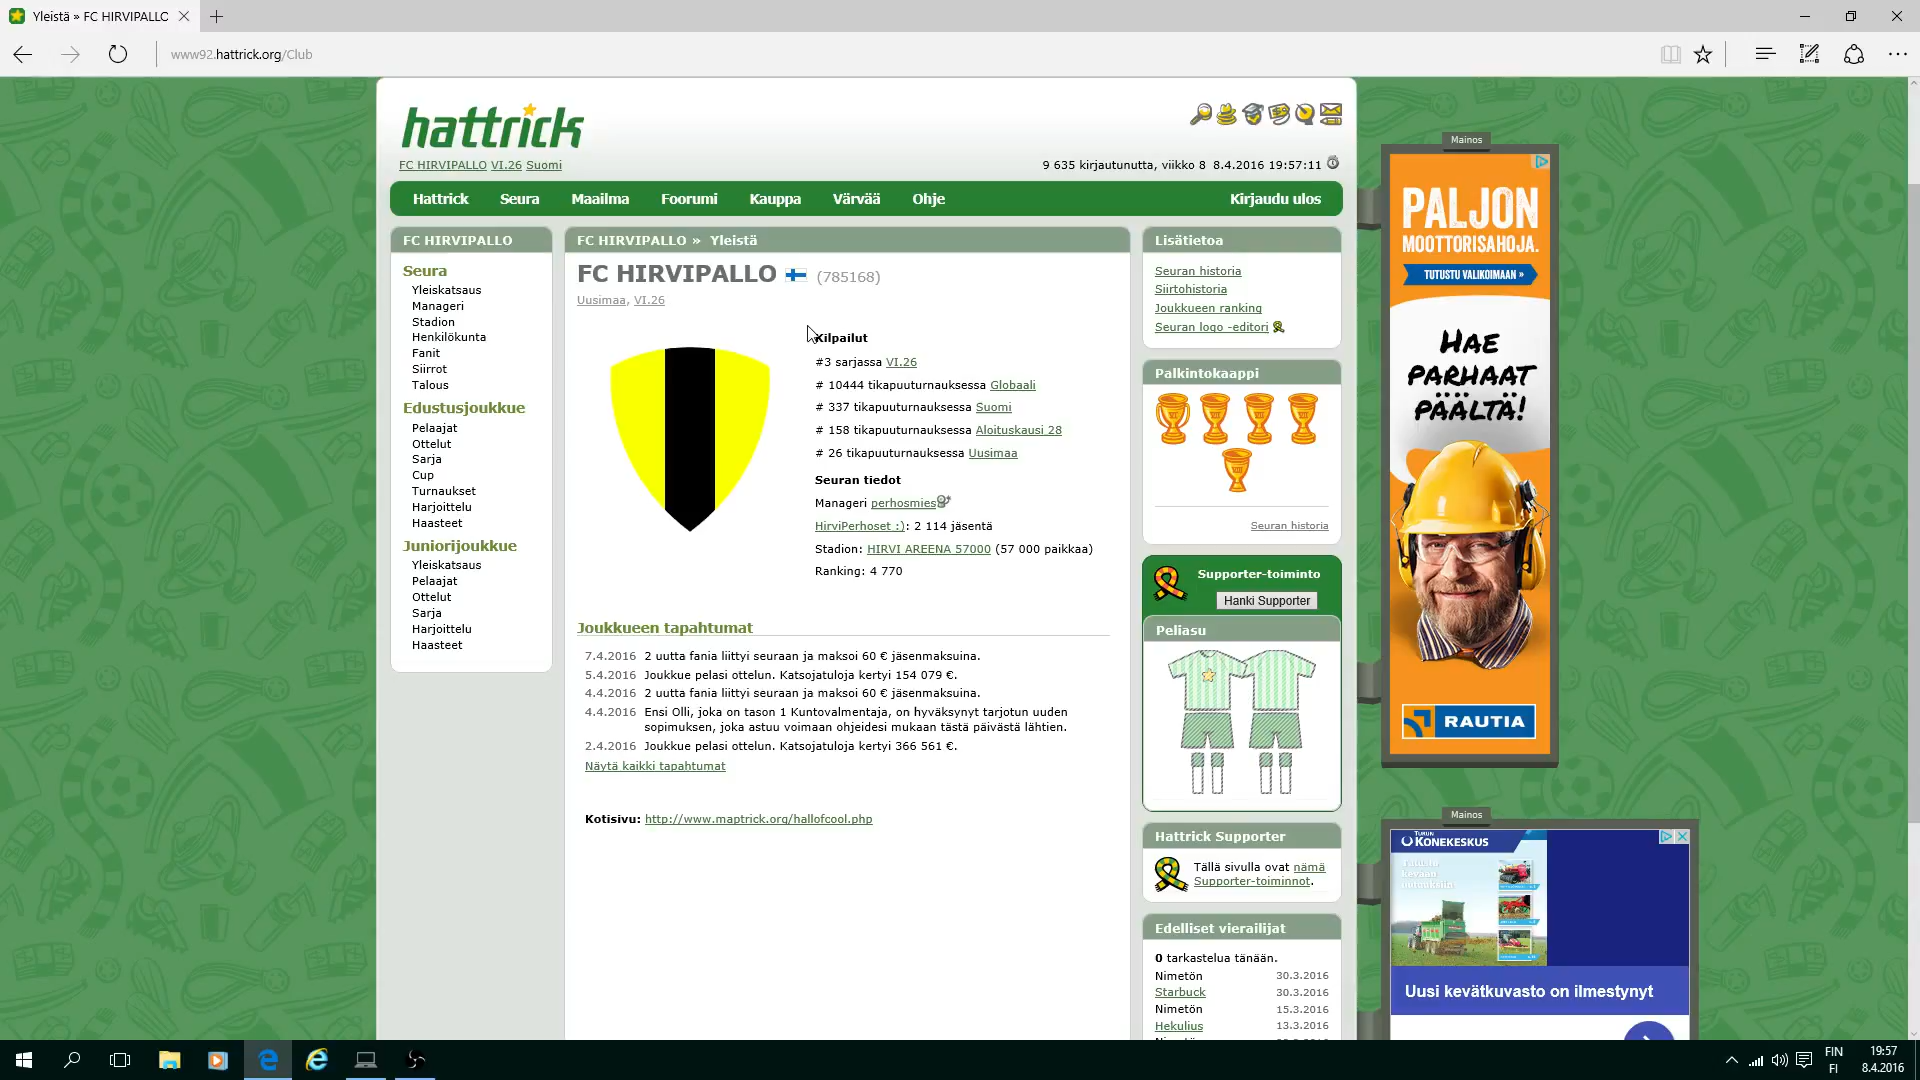 Yleistä » FC HIRVIPALLO
www92.hattrick.org/Club
hattrick
FC HIRVIPALLO VI.26 Suomi
9 635 kirjautunutta, viikko 8 8.4.2016 19:57:11
Hattrick Seura Maailma Foorumi Kauppa Värvää Ohje Kirjaudu ulos
FC HIRVIPALLO
Seura
Yleiskatsaus
Manageri
Stadion
Henkilökunta
Fanit
Siirrot
Talous
Edustusjoukkue
Pelaajat
Ottelut
Sarja
Cup
Turnaukset
Harjoittelu
Haasteet
Juniorijoukkue
Yleiskatsaus
Pelaajat
Ottelut
Sarja
Harjoittelu
Haasteet
FC HIRVIPALLO » Yleistä
FC HIRVIPALLO (785168)
Uusimaa, VI.26
Kilpailut
#3 sarjassa VI.26
# 10444 tikapuuturnauksessa Globaali
# 337 tikapuuturnauksessa Suomi
# 158 tikapuuturnauksessa Aloituskausi 28
# 26 tikapuuturnauksessa Uusimaa
Seuran tiedot
Manageri perhosmies
HirviPerhoset :): 2 114 jäsentä
Stadion: HIRVI AREENA 57000 (57 000 paikkaa)
Ranking: 4 770
Joukkueen tapahtumat
7.4.2016 2 uutta fania liittyi seuraan ja maksoi 60 € jäsenmaksuina.
5.4.2016 Joukkue pelasi ottelun. Katsojatuloja kertyi 154 079 €.
4.4.2016 2 uutta fania liittyi seuraan ja maksoi 60 € jäsenmaksuina.
4.4.2016 Ensi Olli, joka on tason 1 Kuntovalmentaja, on hyväksynyt tarjotun uuden
sopimuksen, joka astuu voimaan ohjeidesi mukaan tästä päivästä lähtien.
2.4.2016 Joukkue pelasi ottelun. Katsojatuloja kertyi 366 561 €.
Näytä kaikki tapahtumat
Kotisivu: http://www.maptrick.org/hallofcool.php
Lisätietoa
Seuran historia
Siirtohistoria
Joukkueen ranking
Seuran logo -editori
Palkintokaappi
Seuran historia
Supporter-toiminto
Hanki Supporter
Peliasu
Hattrick Supporter
Tällä sivulla ovat nämä
Supporter-toiminnot.
Edelliset vierailijat
0 tarkastelua tänään.
Nimetön 30.3.2016
Starbuck 30.3.2016
Nimetön 15.3.2016
Hekulius 13.3.2016
Mainos
PALJON
MOOTTORISAHOJA.
TUTUSTU VALIKOIMAAN »
HAE
PARHAAT
PÄÄLTÄ!
RAUTIA
Mainos
TURUN
KONEKESKUS
Uusi kevätkuvasto on ilmestynyt
FIN
FI
19:57
8.4.2016